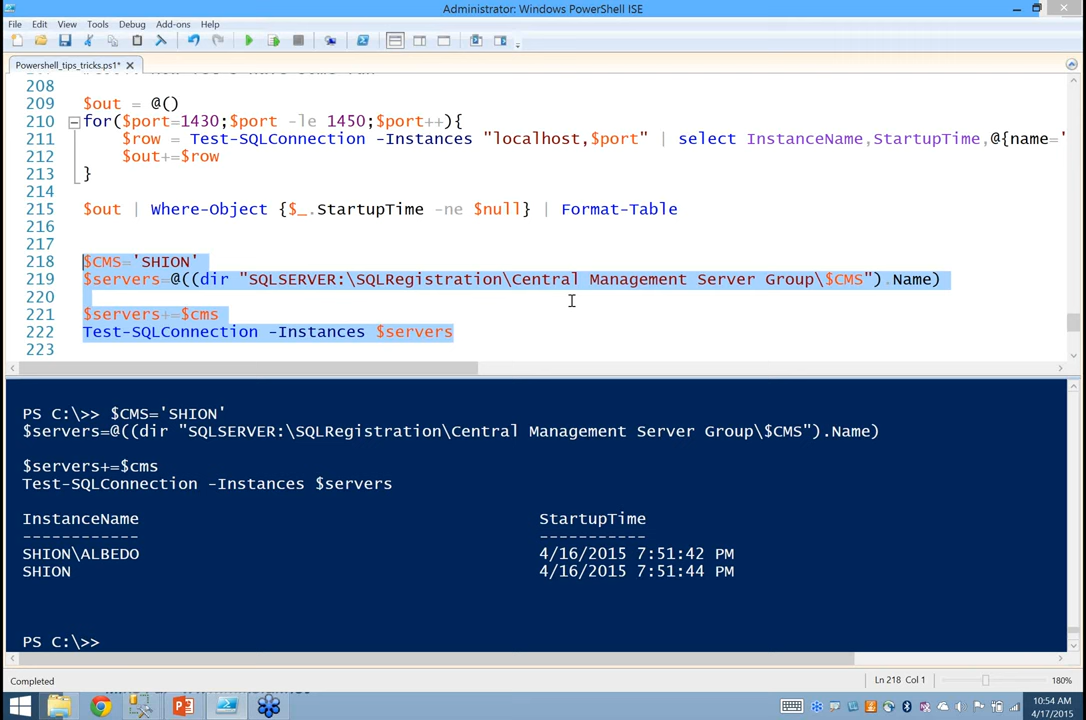 Administrator: Windows PowerShell ISE
File Edit View Tools Debug Add-ons Help
Powershell_tips_tricks.ps1*
208
209 $out = @()
210 for($port=1430;$port -le 1450;$port++){
211 $row = Test-SQLConnection -Instances "localhost,$port" | select InstanceName,StartupTime,@{name='
212 $out+=$row
213 }
214
215 $out | Where-Object {$_.StartupTime -ne $null} | Format-Table
216
217
218 $CMS='SHION'
219 $servers=@((dir "SQLSERVER:\SQLRegistration\Central Management Server Group\$CMS").Name)
220
221 $servers+=$cms
222 Test-SQLConnection -Instances $servers
223
PS C:\>> $CMS='SHION'
$servers=@((dir "SQLSERVER:\SQLRegistration\Central Management Server Group\$CMS").Name)
$servers+=$cms
Test-SQLConnection -Instances $servers
InstanceName StartupTime
------------ -----------
SHION\ALBEDO 4/16/2015 7:51:42 PM
SHION 4/16/2015 7:51:44 PM
PS C:\>>
Completed Ln 218 Col 1 180%
10:54 AM
4/17/2015